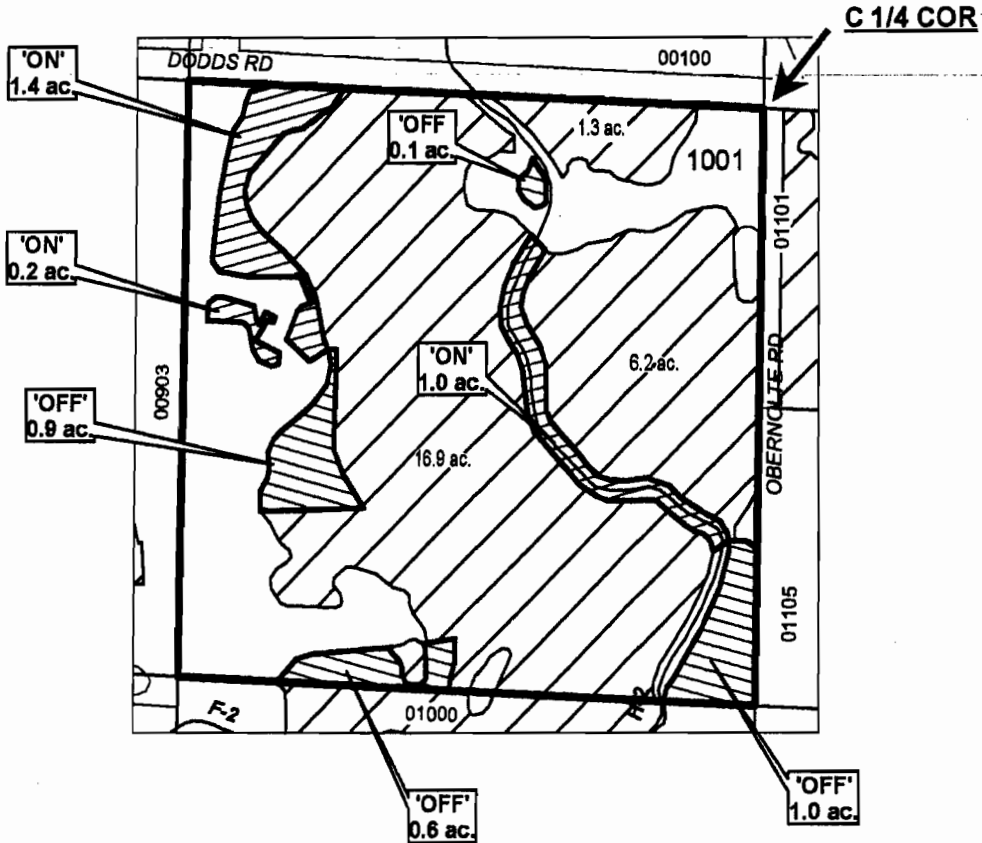 C 1/4 COR
DODDS RD
00100
'ON'
1.4 ac.
'OFF
0.1 ac.
1.3 ac.
1001
01101
'ON'
0.2 ac.
'ON'
1.0 ac.
6.2 ac.
OBERNOLTE RD
00903
'OFF'
0.9 ac.
16.9 ac.
01105
F-2
01000
'OFF'
0.6 ac.
'OFF'
1.0 ac.